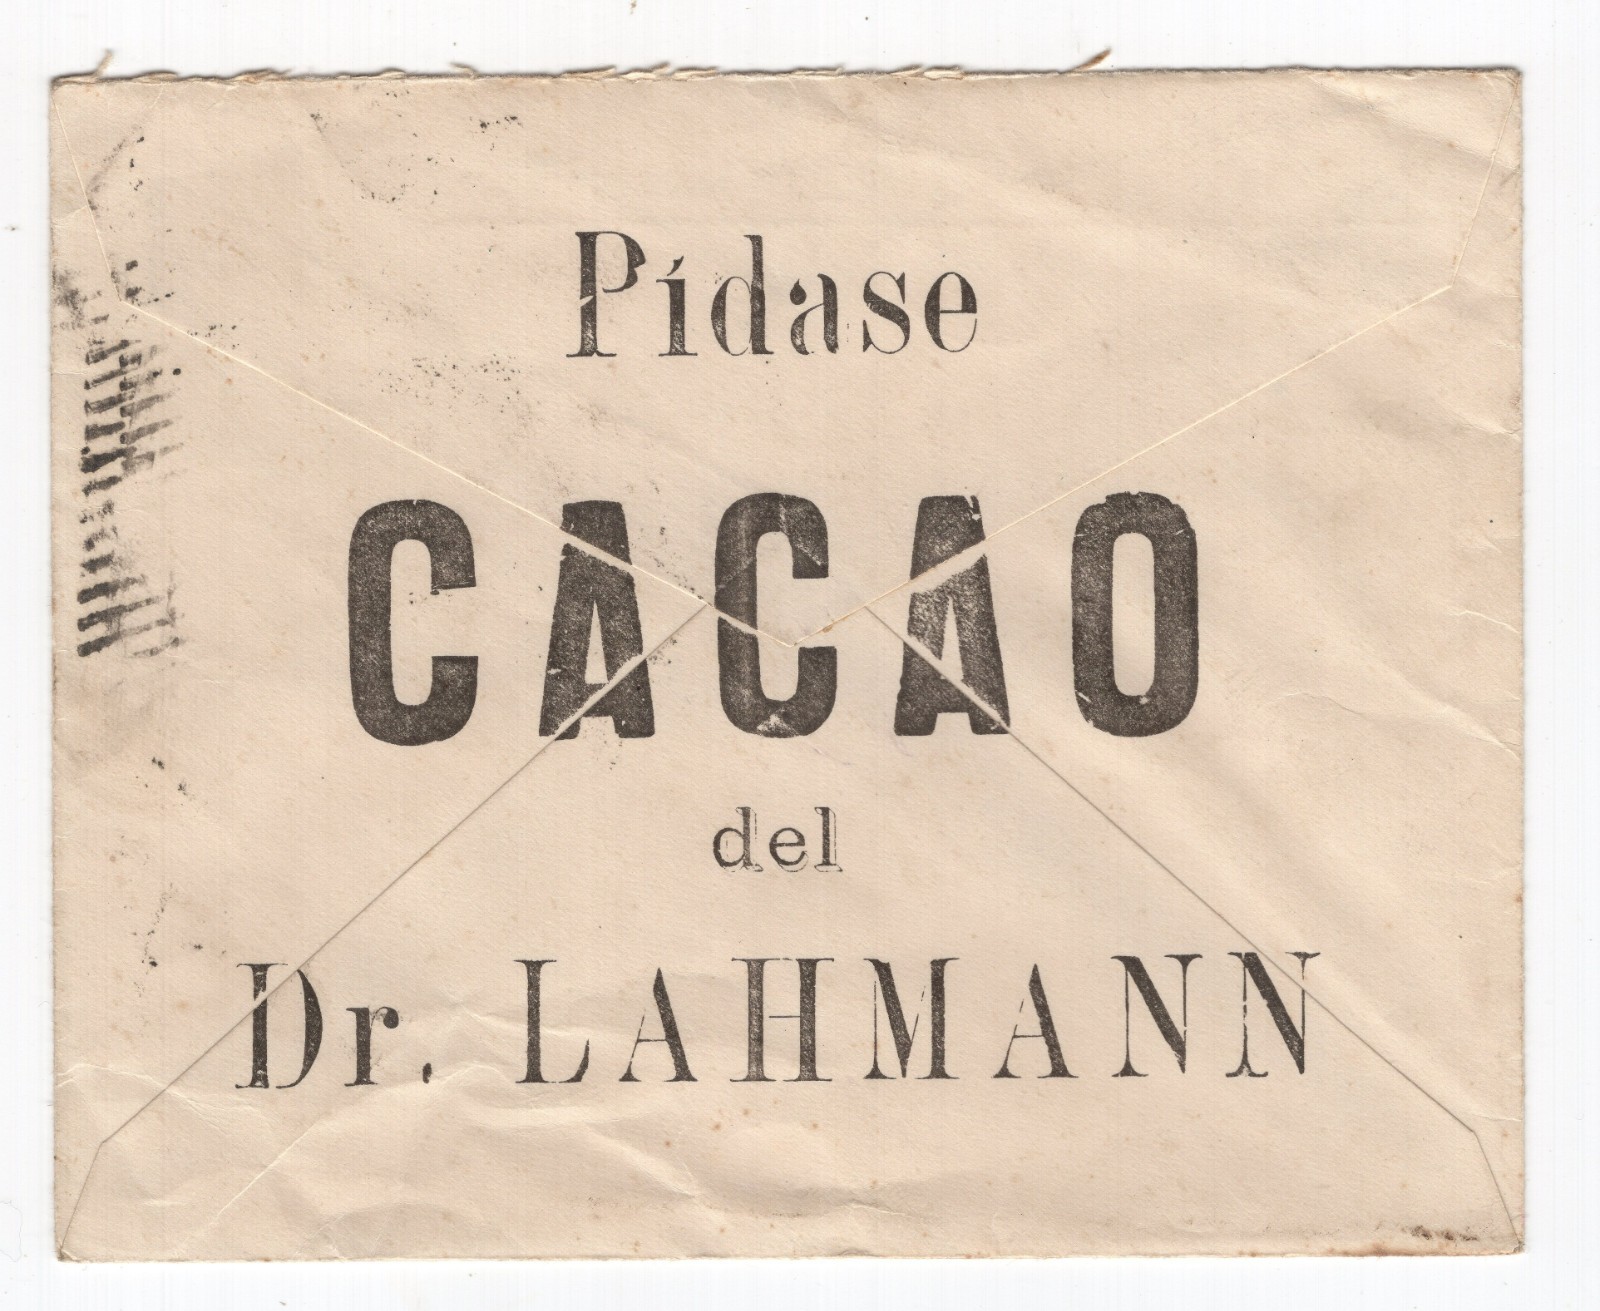 Pídase
CACAO
del
Dr. LAHMANN